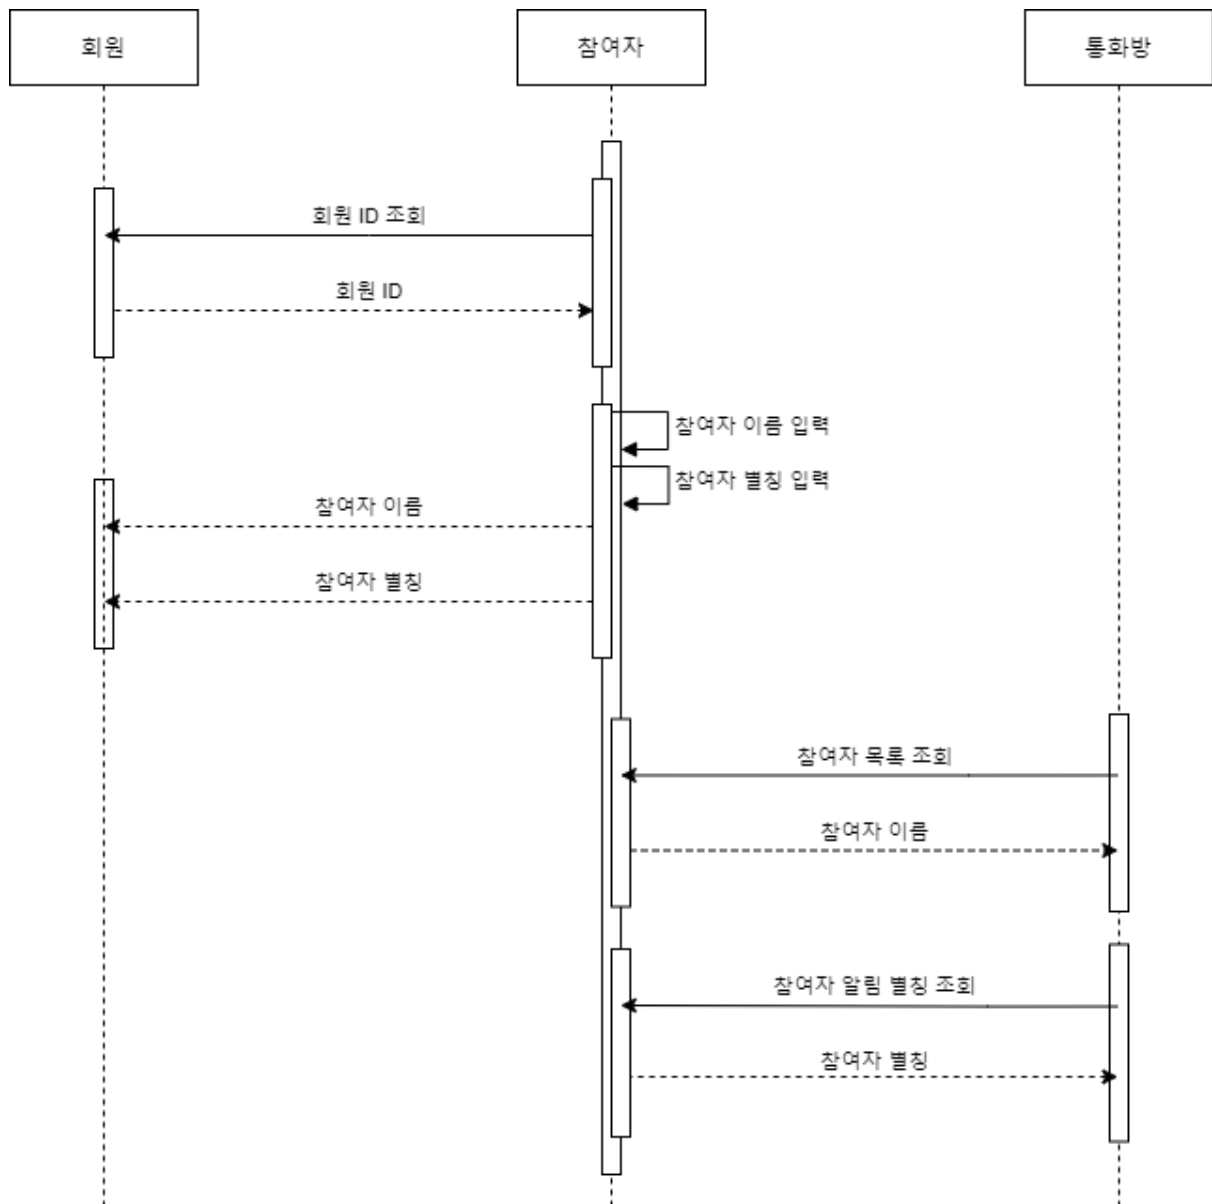 회원
참여자
통화방
회원 ID 조회
회원 ID
참여자 이름 입력
참여자 별칭 입력
참여자 이름
참여자 별칭
참여자 목록 조회
참여자 이름
참여자 알림 별칭 조회
참여자 별칭